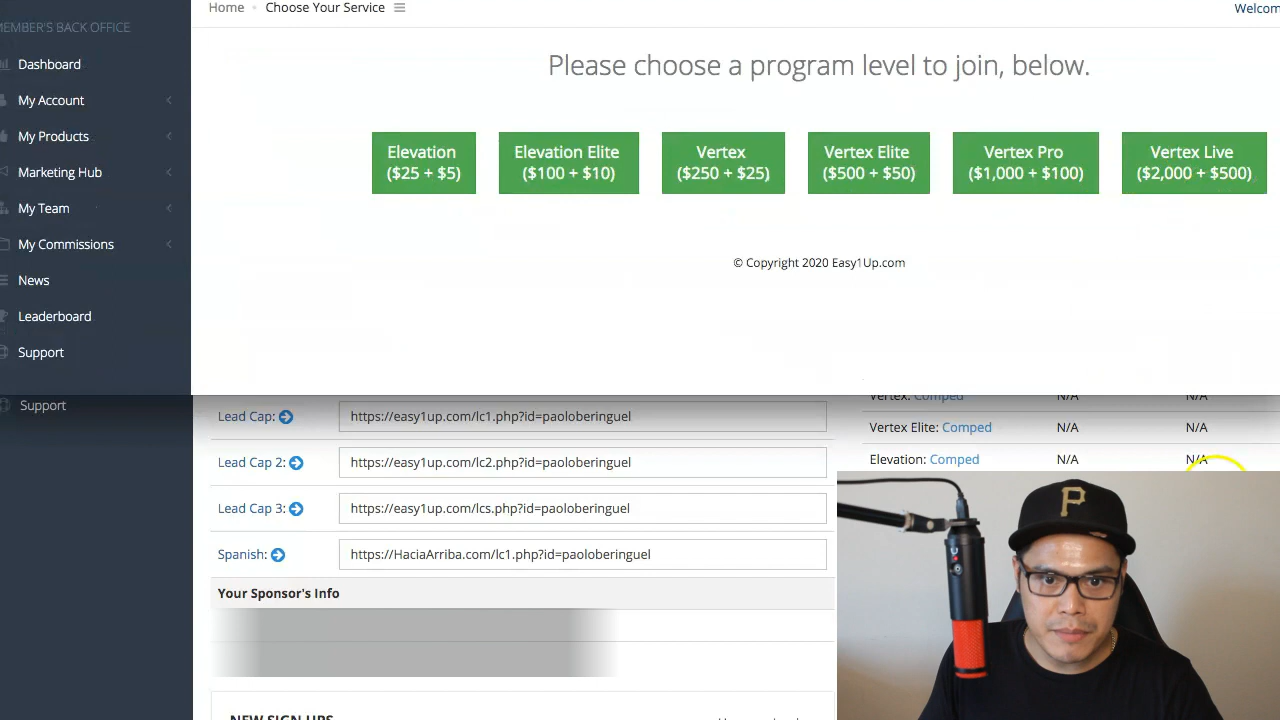 MEMBER'S BACK OFFICE
Dashboard
My Account
My Products
Marketing Hub
My Team
My Commissions
News
Leaderboard
Support
Support
Home • Choose Your Service
Welcom
Please choose a program level to join, below.
Elevation
($25 + $5)
Elevation Elite
($100 + $10)
Vertex
($250 + $25)
Vertex Elite
($500 + $50)
Vertex Pro
($1,000 + $100)
Vertex Live
($2,000 + $500)
© Copyright 2020 Easy1Up.com
Lead Cap: https://easy1up.com/lc1.php?id=paoloberinguel
Lead Cap 2: https://easy1up.com/lc2.php?id=paoloberinguel
Lead Cap 3: https://easy1up.com/lcs.php?id=paoloberinguel
Spanish: https://HaciaArriba.com/lc1.php?id=paoloberinguel
Your Sponsor's Info
NEW SIGN UPS
Vertex: Comped N/A N/A
Vertex Elite: Comped N/A N/A
Elevation: Comped N/A N/A
P